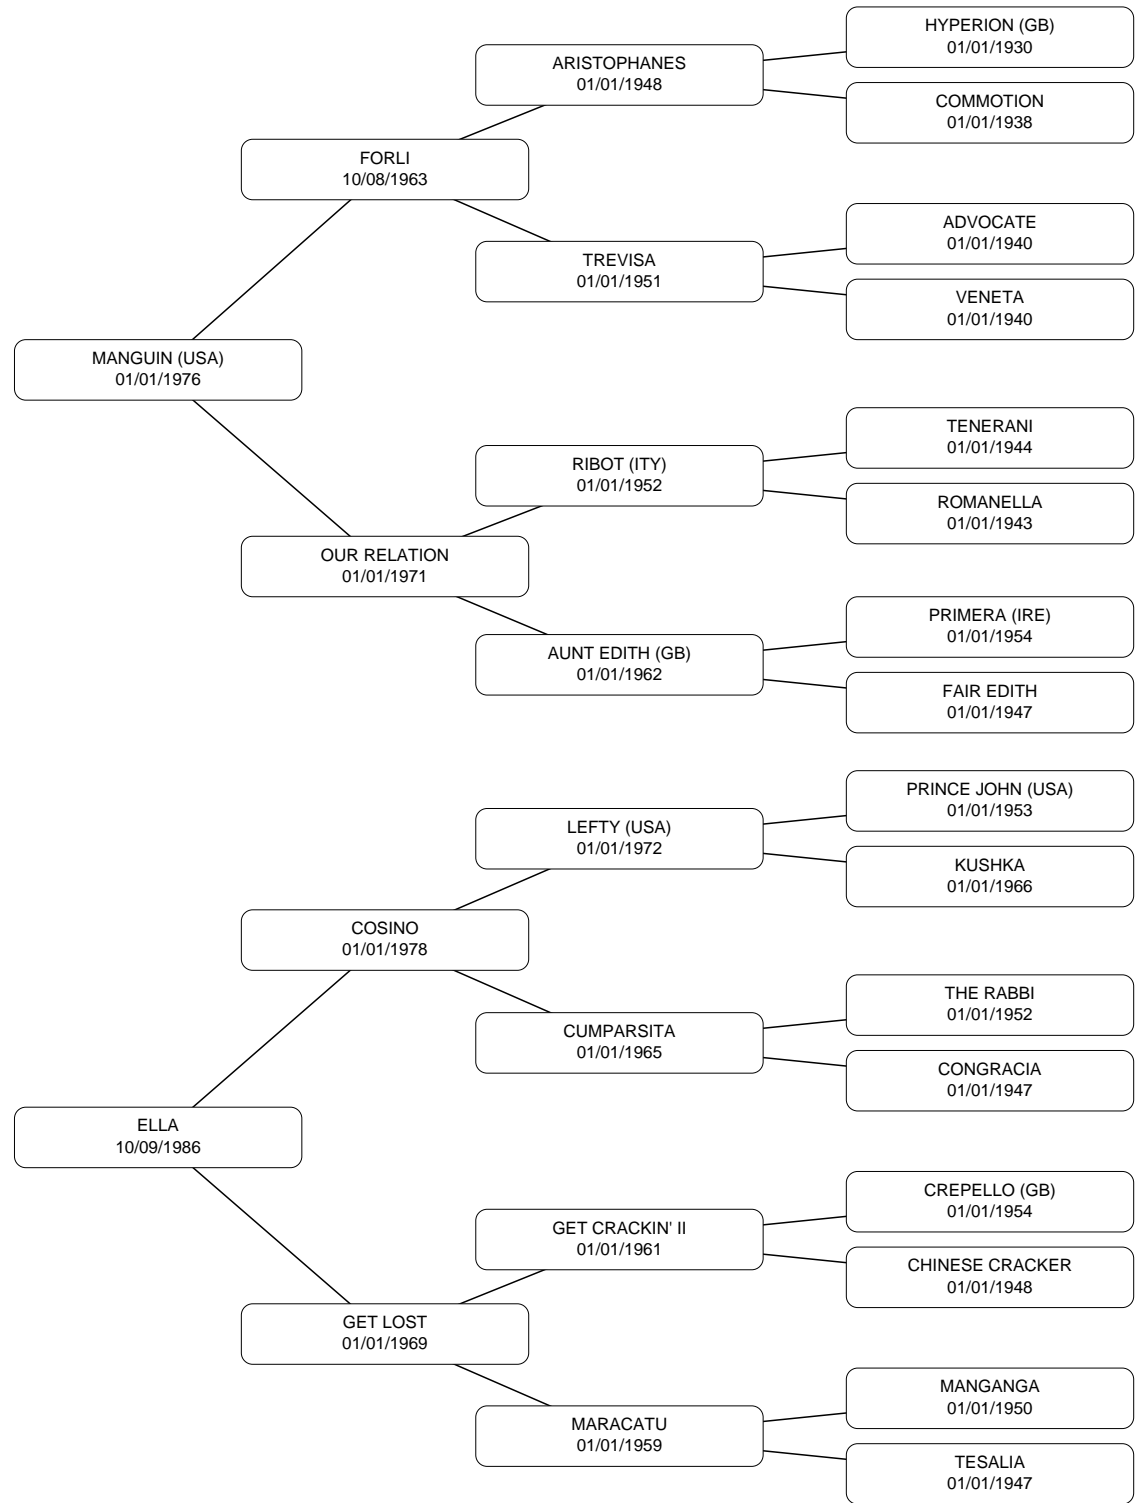 HYPERION (GB)
01/01/1930
ARISTOPHANES
01/01/1948
COMMOTION
01/01/1938
FORLI
10/08/1963
ADVOCATE
01/01/1940
TREVISA
01/01/1951
VENETA
01/01/1940
MANGUIN (USA)
01/01/1976
TENERANI
01/01/1944
RIBOT (ITY)
01/01/1952
ROMANELLA
01/01/1943
OUR RELATION
01/01/1971
PRIMERA (IRE)
01/01/1954
AUNT EDITH (GB)
01/01/1962
FAIR EDITH
01/01/1947
PRINCE JOHN (USA)
01/01/1953
LEFTY (USA)
01/01/1972
KUSHKA
01/01/1966
COSINO
01/01/1978
THE RABBI
01/01/1952
CUMPARSITA
01/01/1965
CONGRACIA
01/01/1947
ELLA
10/09/1986
CREPELLO (GB)
01/01/1954
GET CRACKIN' II
01/01/1961
CHINESE CRACKER
01/01/1948
GET LOST
01/01/1969
MANGANGA
01/01/1950
MARACATU
01/01/1959
TESALIA
01/01/1947